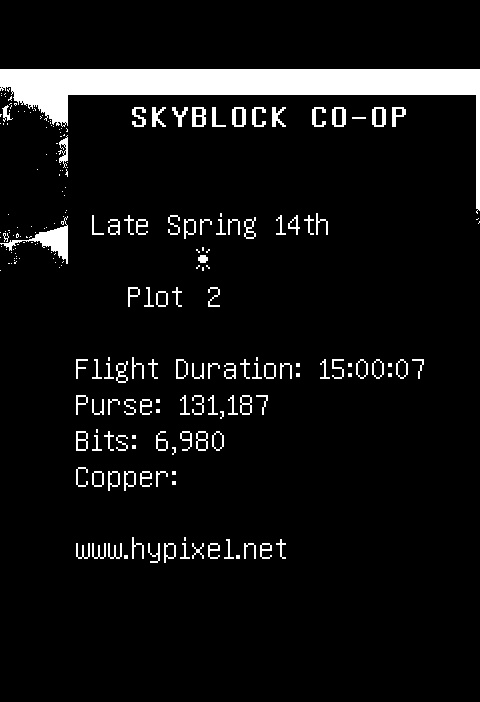 SKYBLOCK CO-OP
Late Spring 14th
Plot 2
Flight Duration: 15:00:07
Purse: 131,187
Bits: 6,980
Copper:
www.hypixel.net